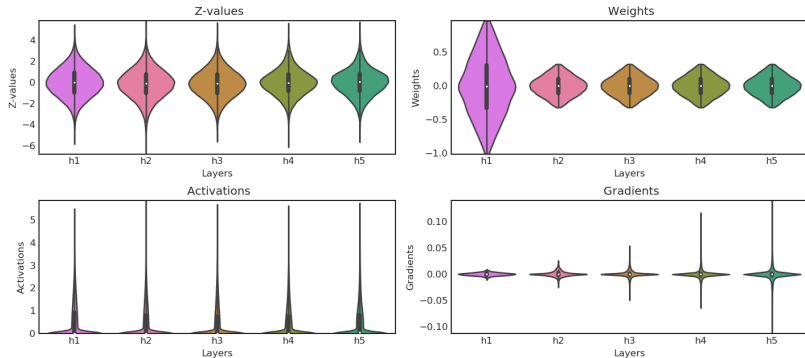 Z-values
Z-values
4
2
0
−2
−4
−6
h1 h2 h3 h4 h5
Layers
Weights
Weights
0.5
0.0
−0.5
−1.0
h1 h2 h3 h4 h5
Layers
Activations
Activations
5
4
3
2
1
0
h1 h2 h3 h4 h5
Layers
Gradients
Gradients
0.10
0.05
0.00
−0.05
−0.10
h1 h2 h3 h4 h5
Layers